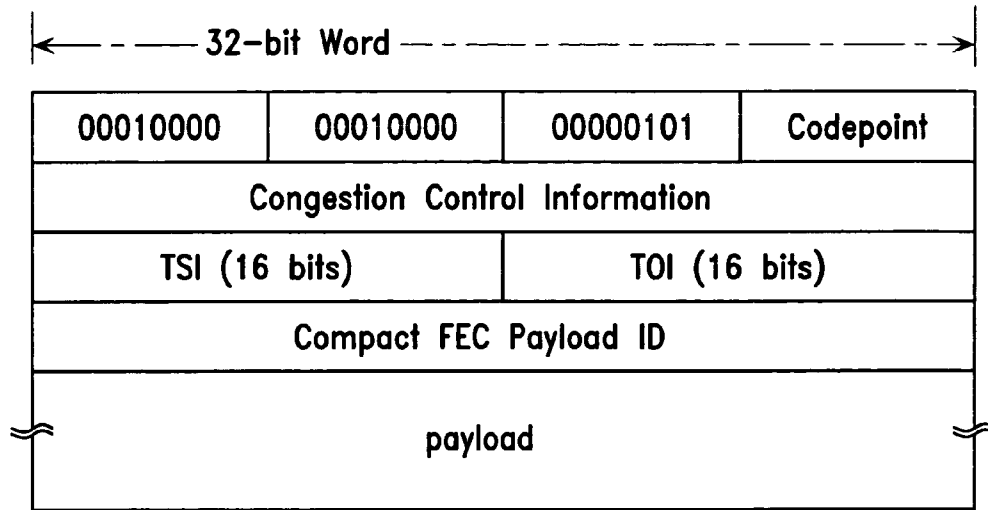 32-bit Word
00010000 00010000 00000101 Codepoint
Congestion Control Information
TSI (16 bits) TOI (16 bits)
Compact FEC Payload ID
payload